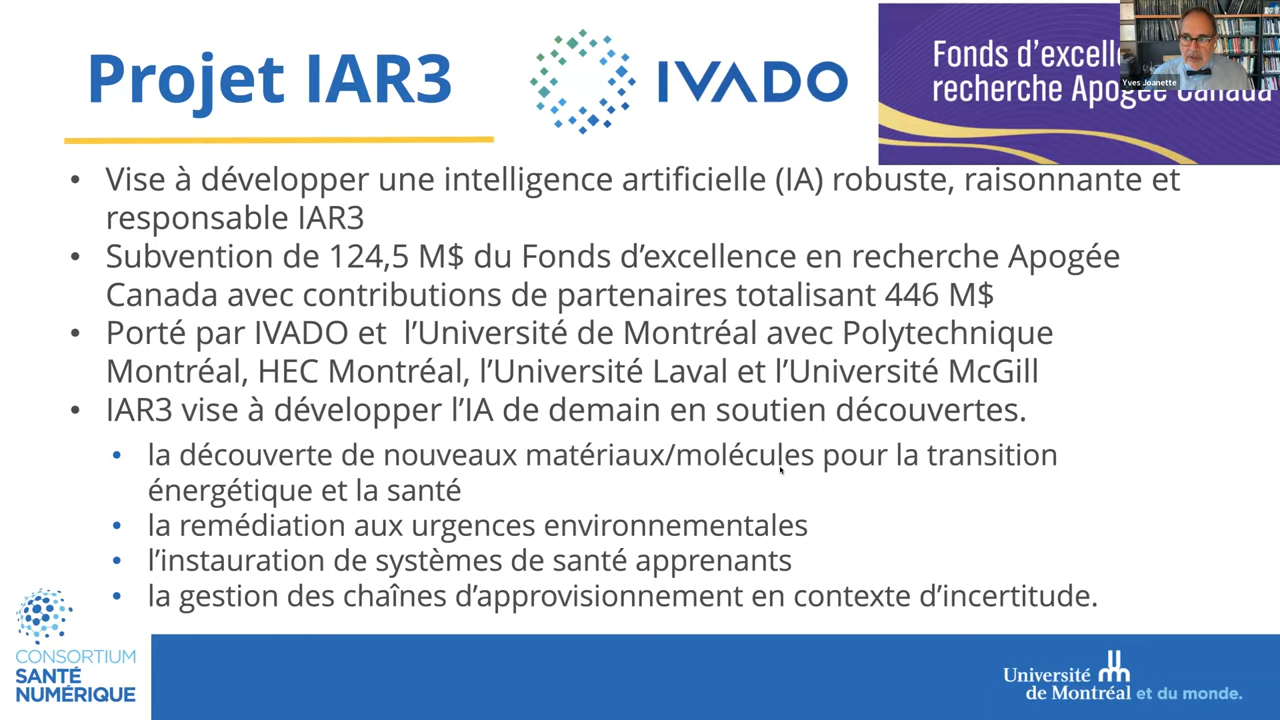 Projet IAR3
IVADO
Fonds d'excell
recherche Apogée Canada
Yves Joanette
• Vise à développer une intelligence artificielle (IA) robuste, raisonnante et
responsable IAR3
• Subvention de 124,5 M$ du Fonds d’excellence en recherche Apogée
Canada avec contributions de partenaires totalisant 446 M$
• Porté par IVADO et l’Université de Montréal avec Polytechnique
Montréal, HEC Montréal, l’Université Laval et l’Université McGill
• IAR3 vise à développer l’IA de demain en soutien découvertes.
• la découverte de nouveaux matériaux/molécules pour la transition
énergétique et la santé
• la remédiation aux urgences environnementales
• l’instauration de systèmes de santé apprenants
• la gestion des chaînes d’approvisionnement en contexte d’incertitude.
CONSORTIUM
SANTÉ
NUMÉRIQUE
Université
de Montréal et du monde.